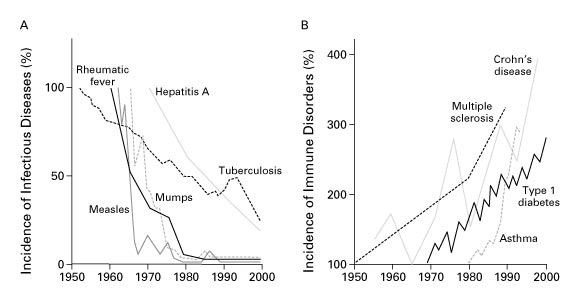 A
Incidence of Infectious Diseases (%)
100
50
0
1950
1960
1970
1980
1990
2000
Rheumatic
fever
Hepatitis A
Tuberculosis
Mumps
Measles
B
Incidence of Immune Disorders (%)
400
300
200
100
1950
1960
1970
1980
1990
2000
Crohn's
disease
Multiple
sclerosis
Type 1
diabetes
Asthma